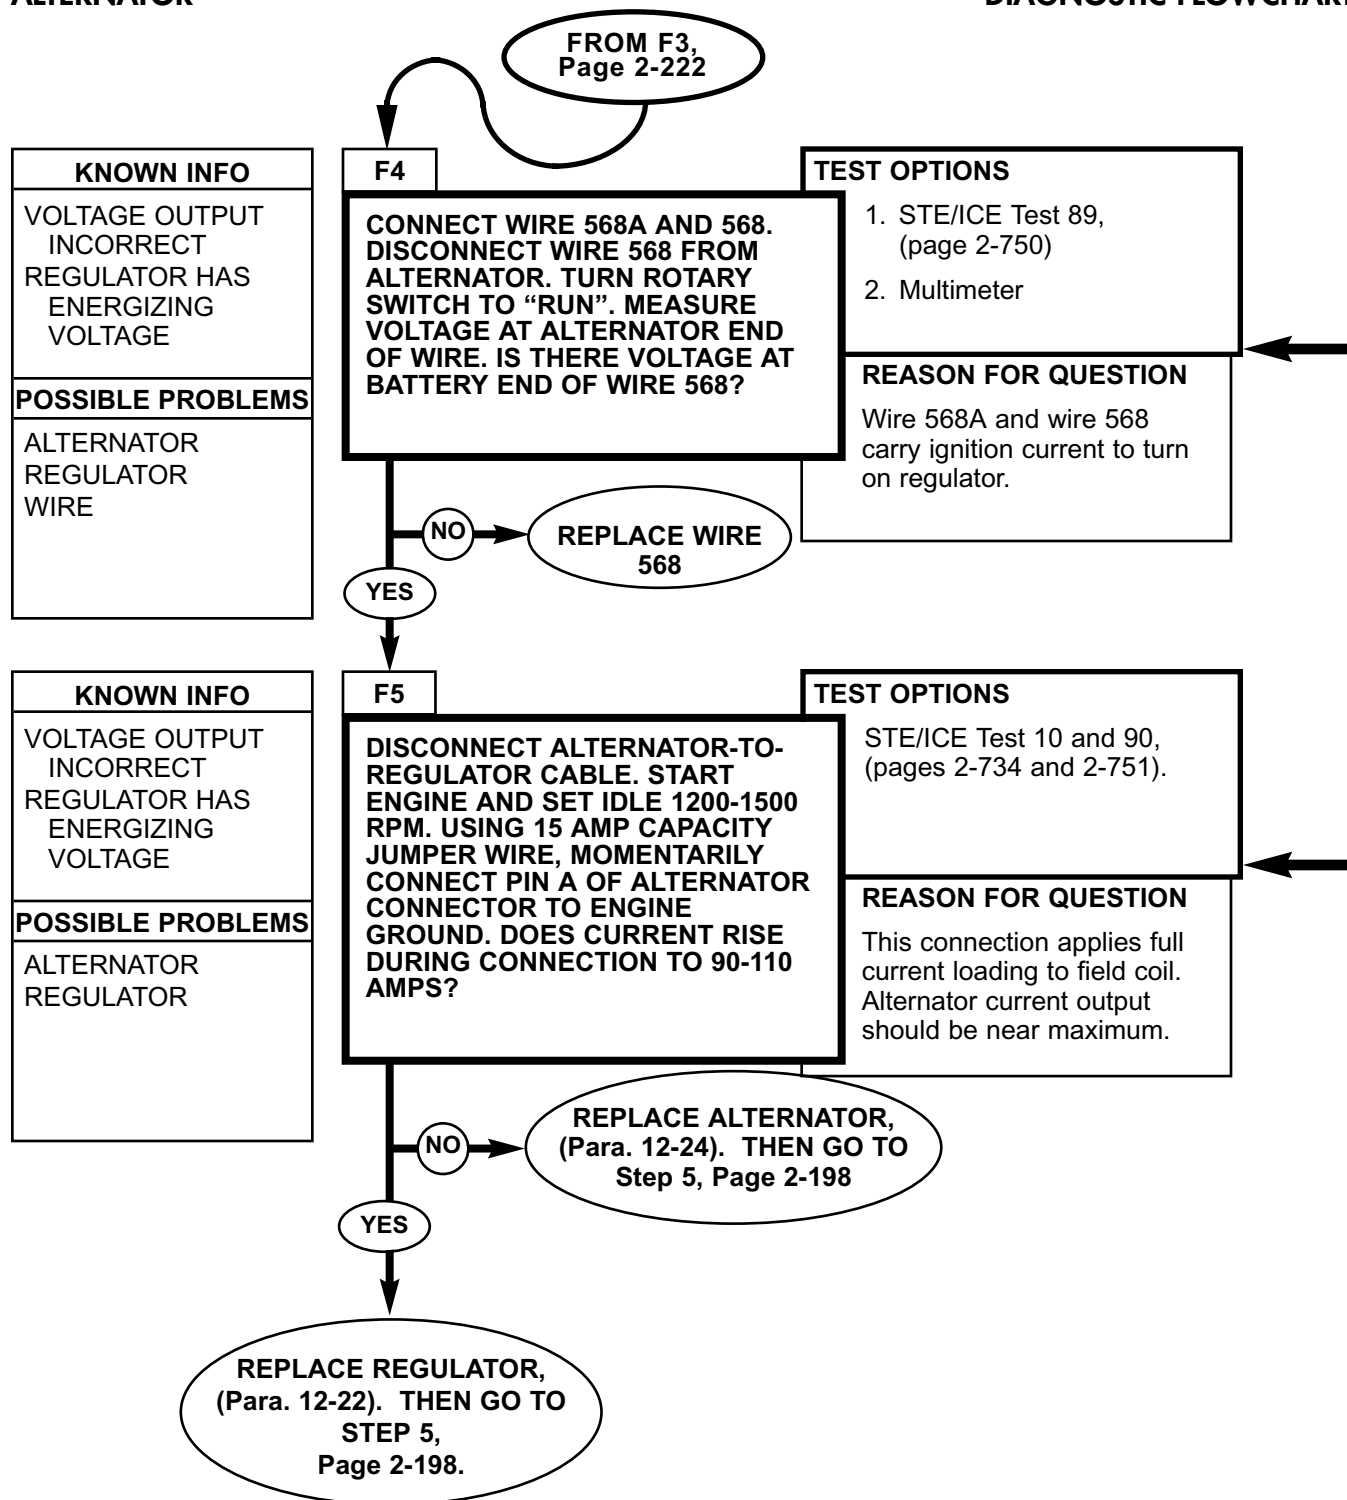 ALTERNATOR
DIAGNOSTIC FLOWCHART
FROM F3,
Page 2-222
KNOWN INFO
VOLTAGE OUTPUT
INCORRECT
REGULATOR HAS
ENERGIZING
VOLTAGE
POSSIBLE PROBLEMS
ALTERNATOR
REGULATOR
WIRE
F4
CONNECT WIRE 568A AND 568.
DISCONNECT WIRE 568 FROM
ALTERNATOR. TURN ROTARY
SWITCH TO “RUN”. MEASURE
VOLTAGE AT ALTERNATOR END
OF WIRE. IS THERE VOLTAGE AT
BATTERY END OF WIRE 568?
TEST OPTIONS
1. STE/ICE Test 89,
(page 2-750)
2. Multimeter
REASON FOR QUESTION
Wire 568A and wire 568
carry ignition current to turn
on regulator.
NO
REPLACE WIRE
568
YES
KNOWN INFO
VOLTAGE OUTPUT
INCORRECT
REGULATOR HAS
ENERGIZING
VOLTAGE
POSSIBLE PROBLEMS
ALTERNATOR
REGULATOR
F5
DISCONNECT ALTERNATOR-TO-
REGULATOR CABLE. START
ENGINE AND SET IDLE 1200-1500
RPM. USING 15 AMP CAPACITY
JUMPER WIRE, MOMENTARILY
CONNECT PIN A OF ALTERNATOR
CONNECTOR TO ENGINE
GROUND. DOES CURRENT RISE
DURING CONNECTION TO 90-110
AMPS?
TEST OPTIONS
STE/ICE Test 10 and 90,
(pages 2-734 and 2-751).
REASON FOR QUESTION
This connection applies full
current loading to field coil.
Alternator current output
should be near maximum.
NO
REPLACE ALTERNATOR,
(Para. 12-24). THEN GO TO
Step 5, Page 2-198
YES
REPLACE REGULATOR,
(Para. 12-22). THEN GO TO
STEP 5,
Page 2-198.